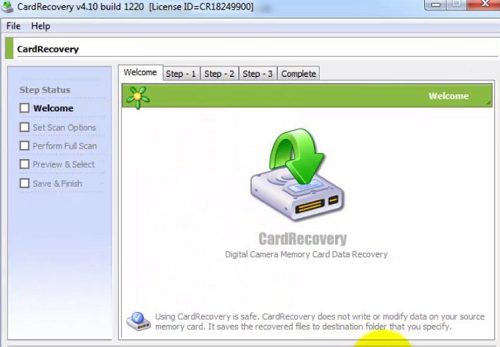 CardRecovery v4.10 build 1220 [License ID=CR18249900]
File Help
CardRecovery
Step Status
Welcome
Set Scan Options
Perform Full Scan
Preview & Select
Save & Finish
Welcome Step - 1 Step - 2 Step - 3 Complete
Welcome
CardRecovery
Digital Camera Memory Card Data Recovery
Using CardRecovery is safe. CardRecovery does not write or modify data on your source
memory card. It saves the recovered files to destination folder that you specify.